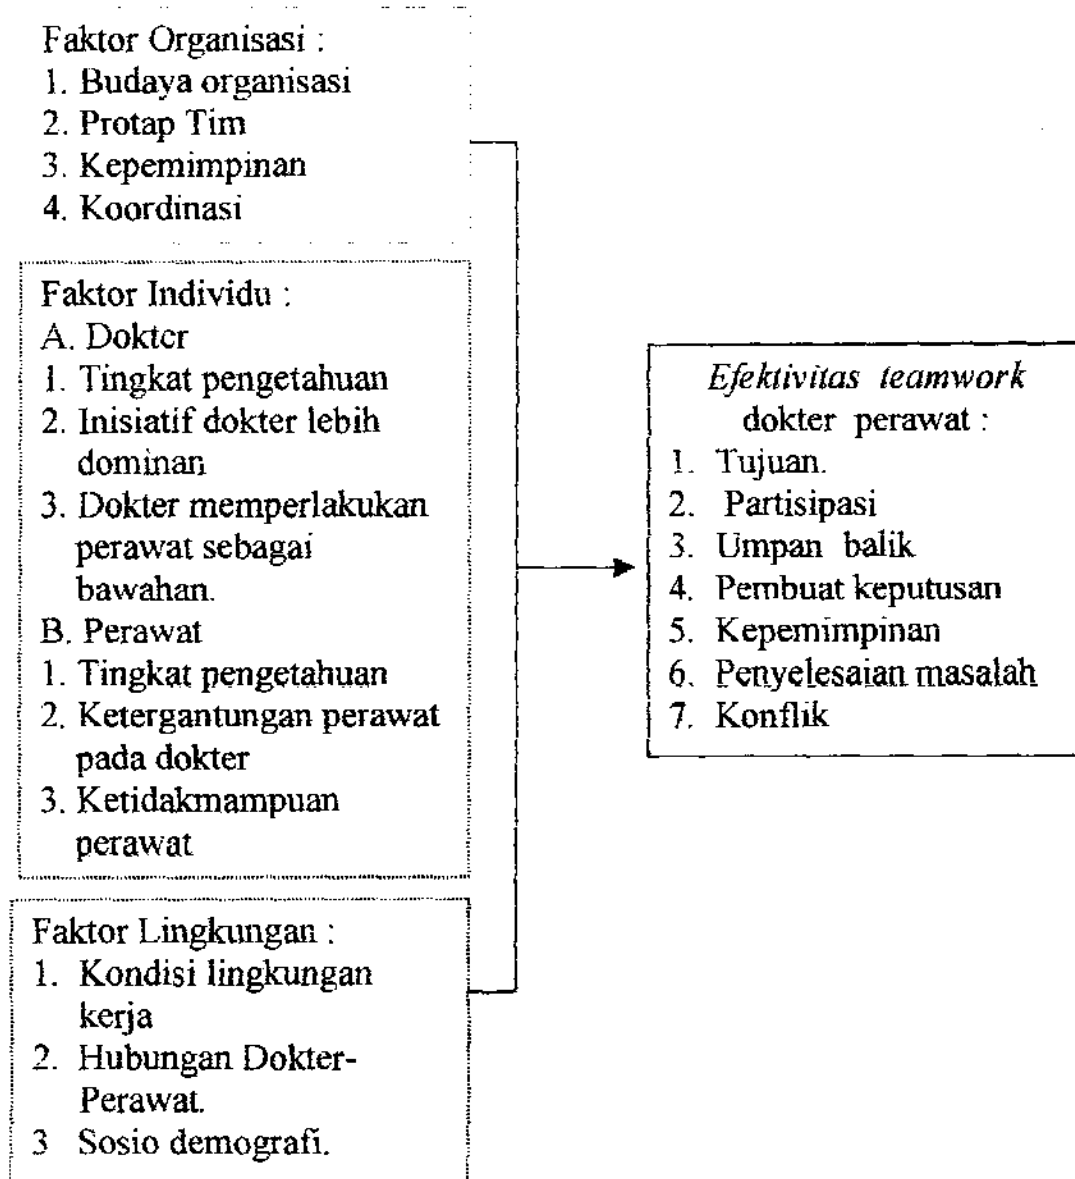 Faktor Organisasi :
1. Budaya organisasi
2. Protap Tim
3. Kepemimpinan
4. Koordinasi
Faktor Individu :
A. Dokter
1. Tingkat pengetahuan
2. Inisiatif dokter lebih
dominan
3. Dokter memperlakukan
perawat sebagai
bawahan.
B. Perawat
1. Tingkat pengetahuan
2. Ketergantungan perawat
pada dokter
3. Ketidakmampuan
perawat
Faktor Lingkungan :
1. Kondisi lingkungan
kerja
2. Hubungan Dokter-
Perawat.
3 Sosio demografi.
Efektivitas teamwork
dokter perawat :
1. Tujuan.
2. Partisipasi
3. Umpan balik
4. Pembuat keputusan
5. Kepemimpinan
6. Penyelesaian masalah
7. Konflik